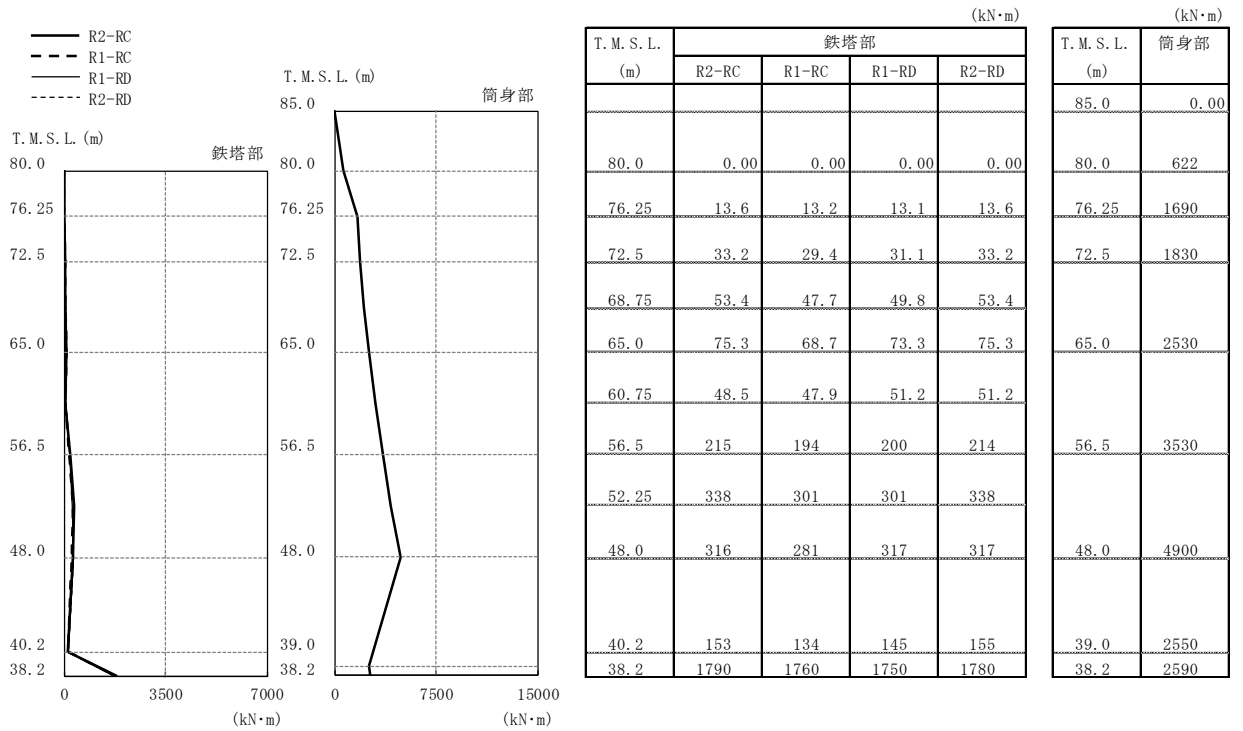 R2-RC
R1-RC
R1-RD
R2-RD
T.M.S.L.(m)
鉄塔部
80.0
76.25
72.5
65.0
56.5
48.0
40.2
38.2
0 3500 7000
(kN・m)
T.M.S.L.(m)
筒身部
85.0
80.0
76.25
72.5
65.0
56.5
48.0
39.0
38.2
0 7500 15000
(kN・m)
(kN・m)
T.M.S.L. 鉄塔部
(m) R2-RC R1-RC R1-RD R2-RD
80.0 0.00 0.00 0.00 0.00
76.25 13.6 13.2 13.1 13.6
72.5 33.2 29.4 31.1 33.2
68.75 53.4 47.7 49.8 53.4
65.0 75.3 68.7 73.3 75.3
60.75 48.5 47.9 51.2 51.2
56.5 215 194 200 214
52.25 338 301 301 338
48.0 316 281 317 317
40.2 153 134 145 155
38.2 1790 1760 1750 1780
(kN・m)
T.M.S.L. 筒身部
(m)
85.0 0.00
80.0 622
76.25 1690
72.5 1830
65.0 2530
56.5 3530
48.0 4900
39.0 2550
38.2 2590